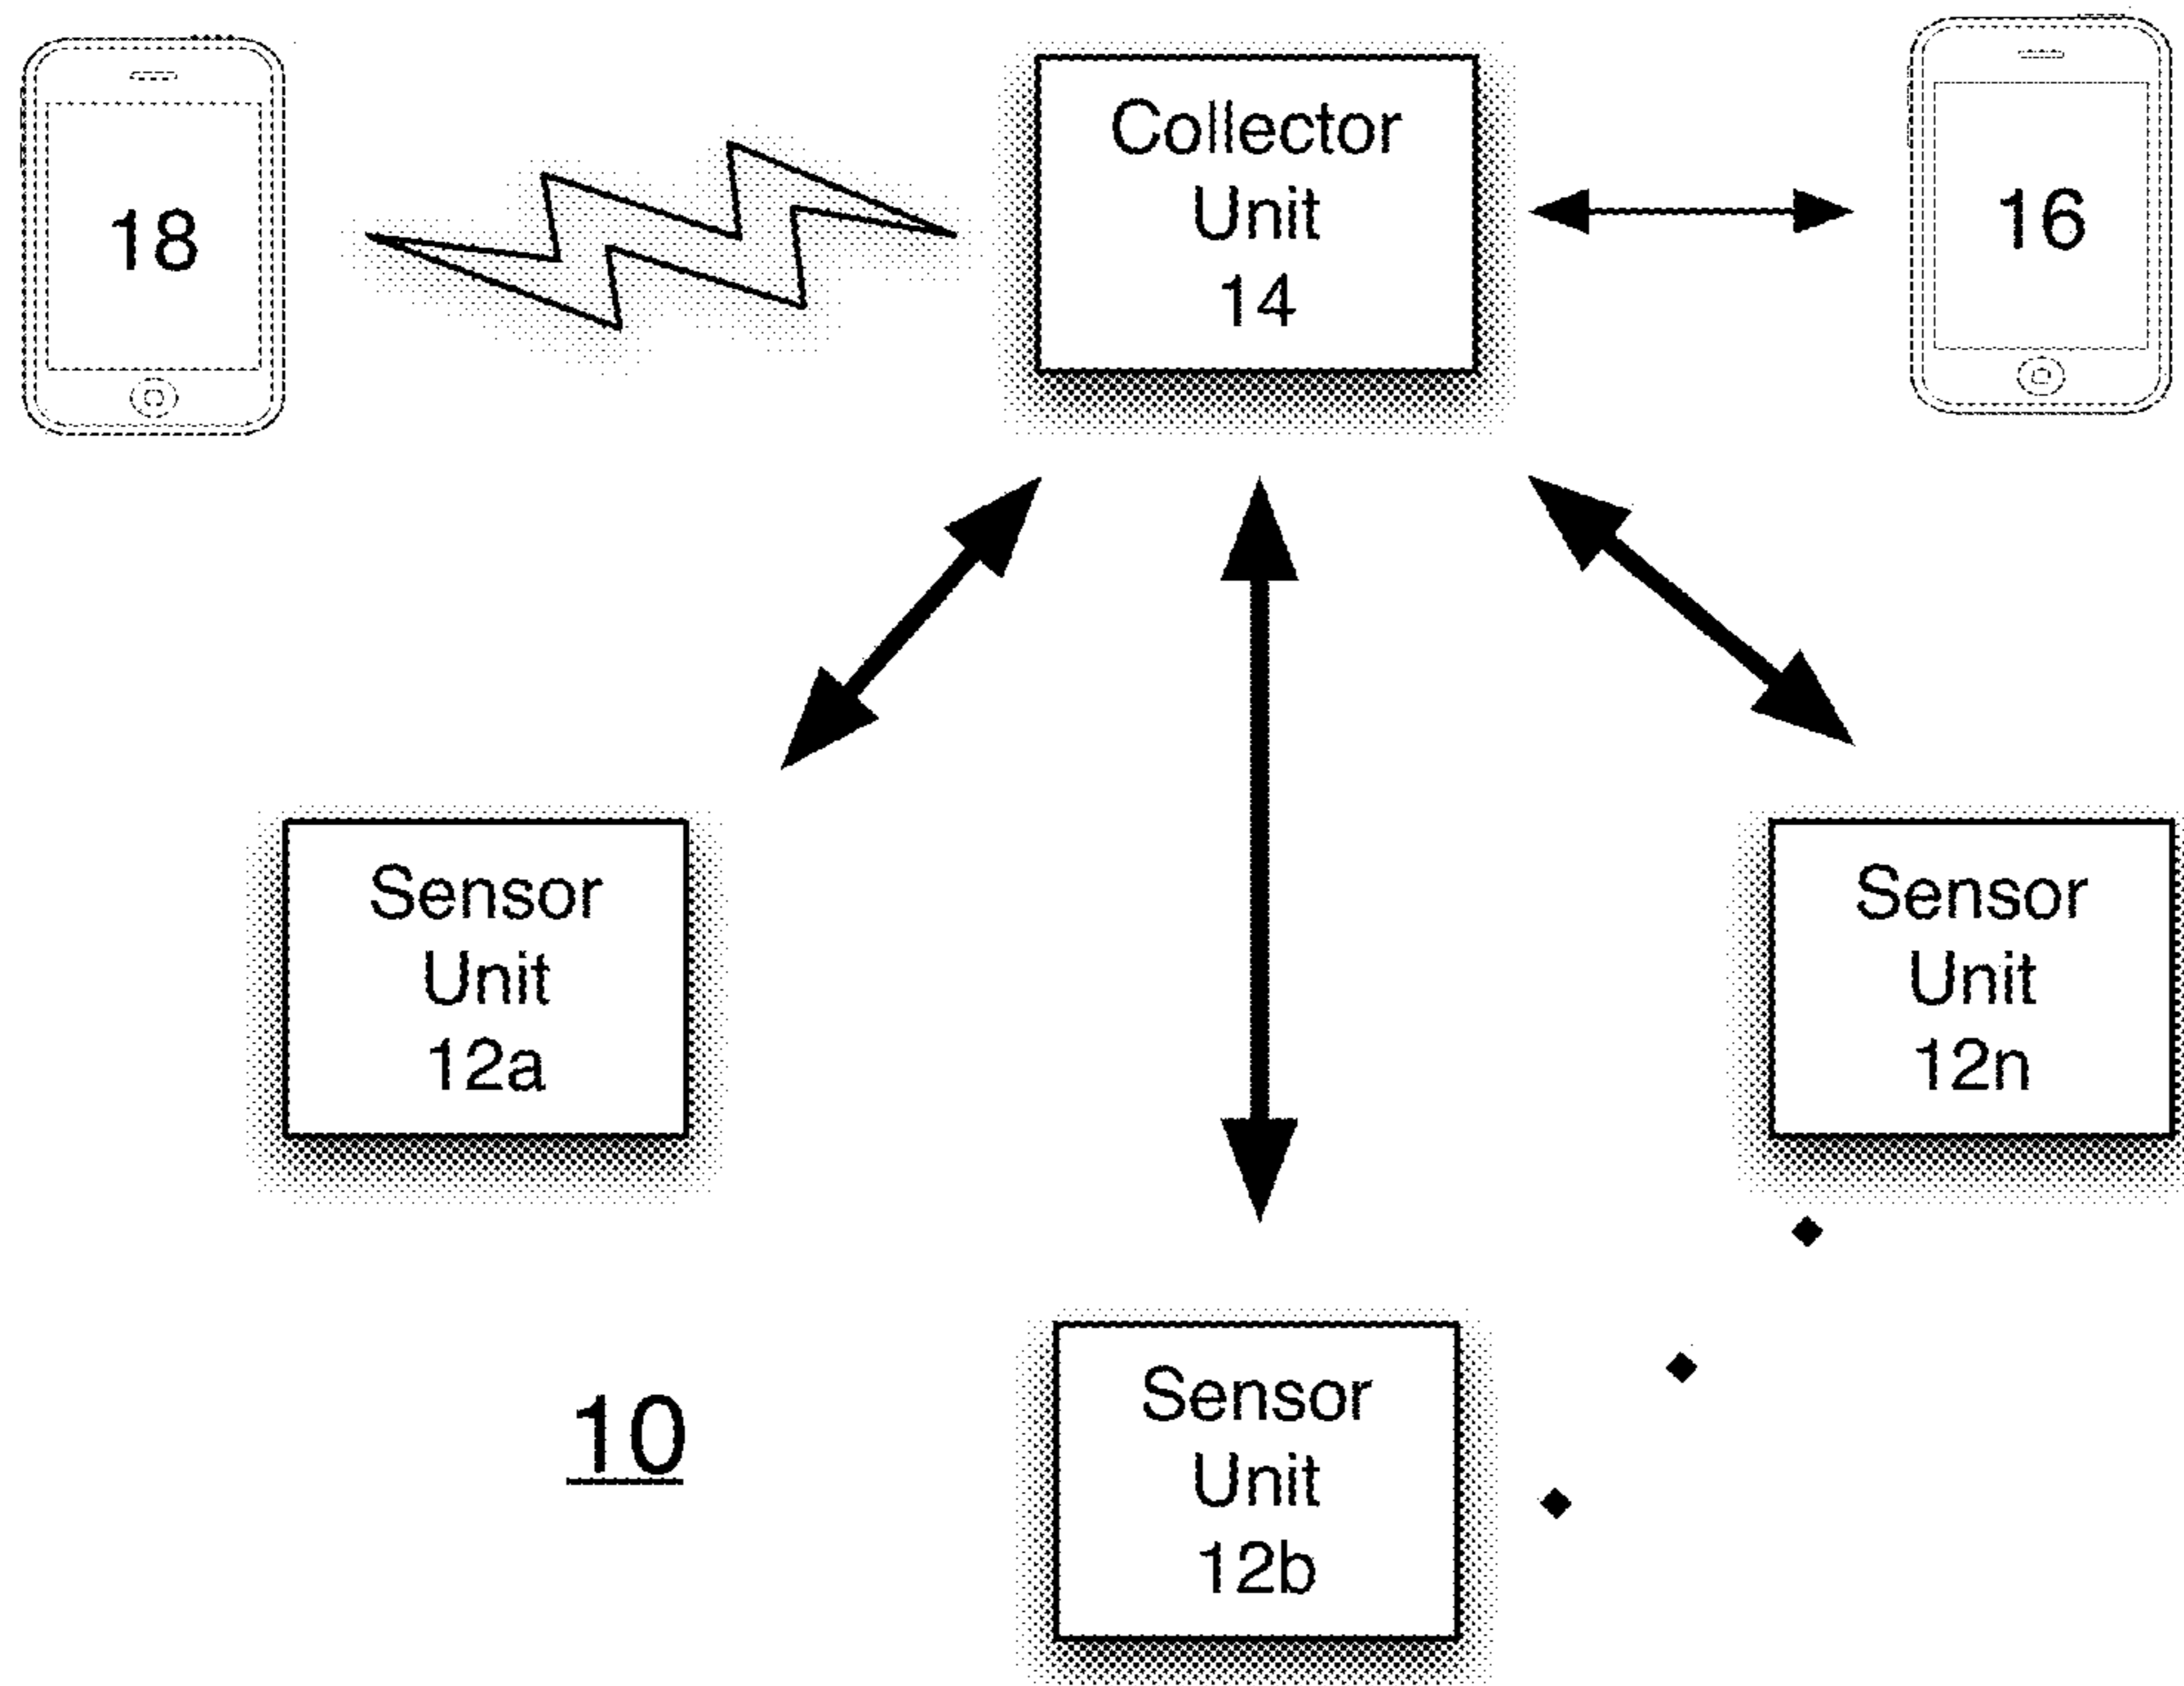 18
Collector
Unit
14
16
Sensor
Unit
12a
Sensor
Unit
12n
10
Sensor
Unit
12b